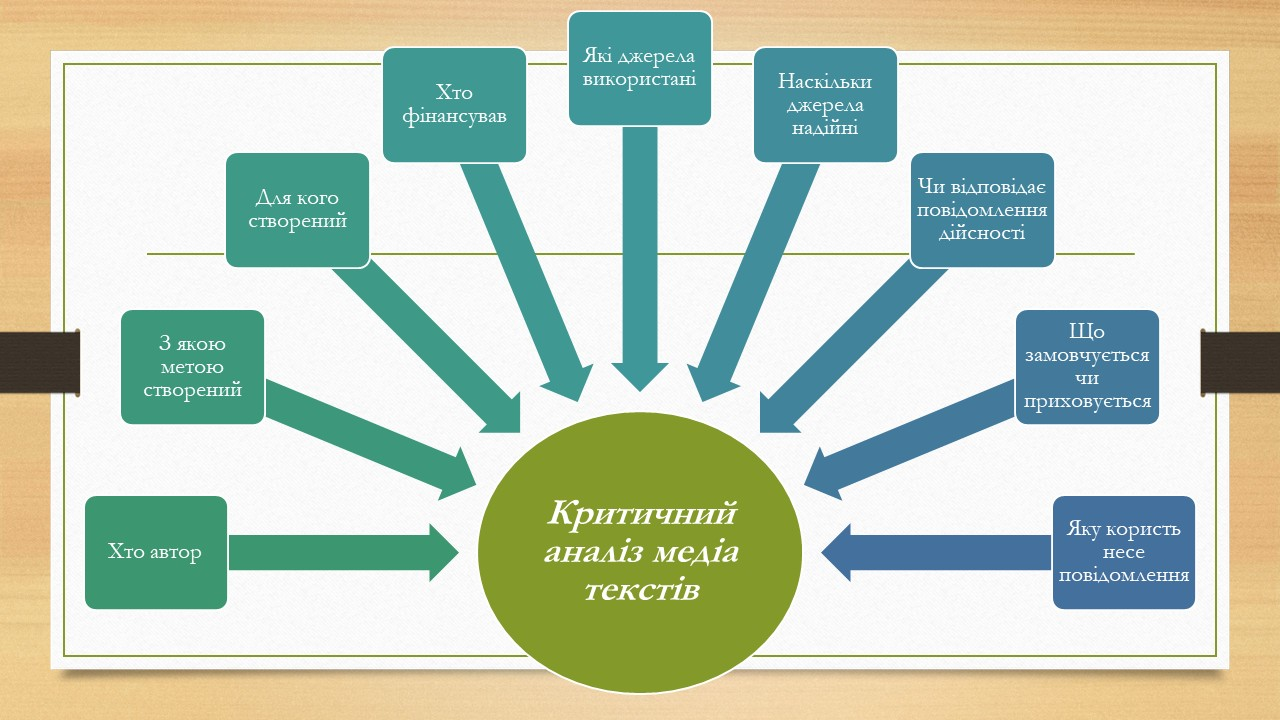 Які джерела
використані
Хто
фінансував
Наскільки
джерела
надійні
Для кого
створений
Чи відповідає
повідомлення
дійсності
З якою
метою
створений
Що
замовчується
чи
приховується
Хто автор
Критичний
аналіз медіа
текстів
Яку користь
несе
повідомлення